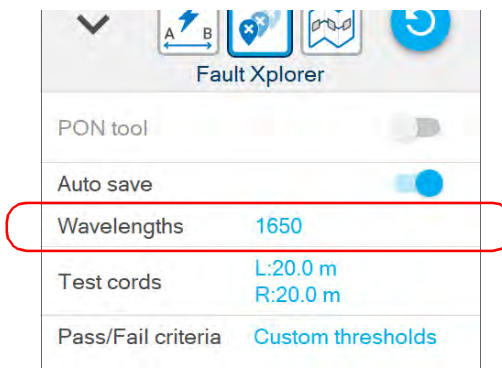 A B
Fault Xplorer
PON tool
Auto save
Wavelengths 1650
Test cords L:20.0 m
R:20.0 m
Pass/Fail criteria Custom thresholds